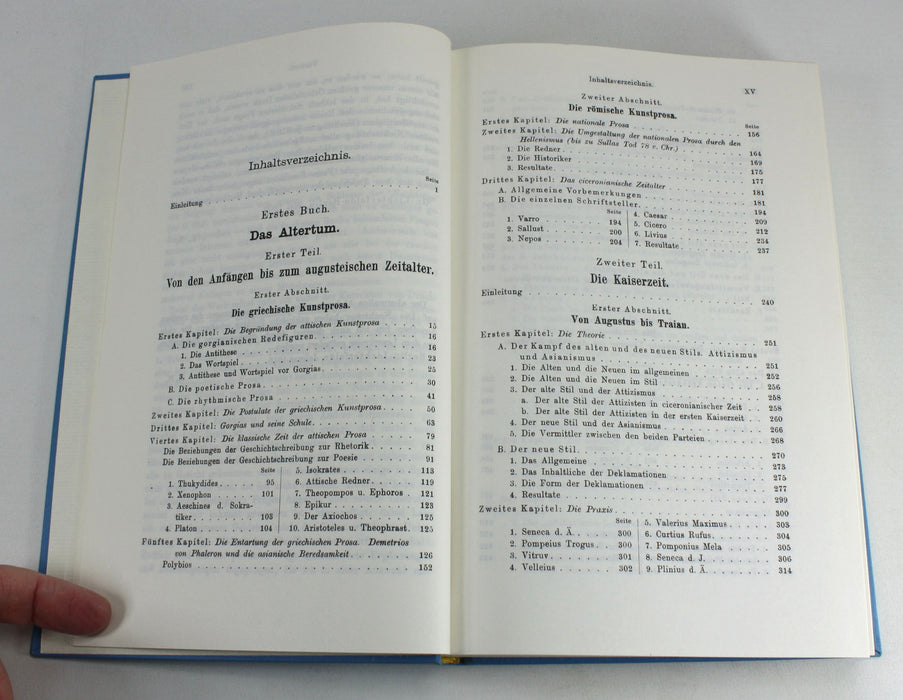 Inhaltsverzeichnis.
Seite
Einleitung . . . . . . . . . . 1
Erstes Buch.
Das Altertum.
Erster Teil.
Von den Anfängen bis zum augusteischen Zeitalter.
Erster Abschnitt.
Die griechische Kunstprosa.
Erstes Kapitel: Die Begründung der attischen Kunstprosa . . . . 15
A. Die gorgianischen Redefiguren . . . . 16
1. Die Antithese . . . . 16
2. Das Wortspiel . . . . 23
3. Antithese und Wortspiel vor Gorgias . . . . 25
B. Die poetische Prosa . . . . 30
C. Die rhythmische Prosa . . . . 41
Zweites Kapitel: Die Postulate der griechischen Kunstprosa . . . . 50
Drittes Kapitel: Gorgias und seine Schule . . . . 63
Viertes Kapitel: Die klassische Zeit der attischen Prosa . . . . 79
Die Beziehungen der Geschichtschreibung zur Rhetorik . . . . 81
Die Beziehungen der Geschichtschreibung zur Poesie . . . . 91
Seite
1. Thukydides . . . . 95
2. Xenophon . . . . 101
3. Aeschines d. Sokra-
tiker . . . . 103
4. Platon . . . . 104
5. Isokrates . . . . 113
6. Attische Redner . . . . 119
7. Theopompos u. Ephoros . 121
8. Epikur . . . . 123
9. Der Axiochos . . . . 125
10. Aristoteles u. Theophrast . 125
Fünftes Kapitel: Die Entartung der griechischen Prosa. Demetrios
von Phaleron und die asianische Beredsamkeit . . . . 126
Polybios . . . . 152
Inhaltsverzeichnis. XV
Zweiter Abschnitt.
Die römische Kunstprosa.
Seite
Erstes Kapitel: Die nationale Prosa . . . . 156
Zweites Kapitel: Die Umgestaltung der nationalen Prosa durch den
Hellenismus (bis zu Sullas Tod 78 v. Chr.) . . . . 164
1. Die Redner . . . . 169
2. Die Historiker . . . . 175
3. Resultate . . . . 177
Drittes Kapitel: Das ciceronianische Zeitalter . . . . 181
A. Allgemeine Vorbemerkungen . . . . 181
B. Die einzelnen Schriftsteller . . . . 194
Seite
1. Varro . . . . 194
2. Sallust . . . . 200
3. Nepos . . . . 204
4. Caesar . . . . 209
5. Cicero . . . . 212
6. Livius . . . . 234
7. Resultate . . . . 237
Zweiter Teil.
Die Kaiserzeit.
Einleitung . . . . 240
Erster Abschnitt.
Von Augustus bis Traian.
Erstes Kapitel: Die Theorie . . . . 251
A. Der Kampf des alten und des neuen Stils. Attizismus
und Asianismus . . . . 251
1. Die Alten und die Neuen im allgemeinen . . . . 252
2. Die Alten und die Neuen im Stil . . . . 256
3. Der alte Stil und der Attizismus . . . . 258
a. Der alte Stil der Attizisten in ciceronianischer Zeit . . 258
b. Der alte Stil der Attizisten in der ersten Kaiserzeit . . 260
4. Der neue Stil und der Asianismus . . . . 266
5. Die Vermittler zwischen den beiden Parteien . . . . 268
B. Der neue Stil . . . . 270
1. Das Allgemeine . . . . 273
2. Das Inhaltliche der Deklamationen . . . . 275
3. Die Form der Deklamationen . . . . 277
4. Resultate . . . . 299
Zweites Kapitel: Die Praxis . . . . 300
Seite
1. Seneca d. Ä. . . . 300
2. Pompeius Trogus . . . 300
3. Vitruv . . . . 301
4. Velleius . . . . 302
5. Valerius Maximus . . . . 303
6. Curtius Rufus . . . . 304
7. Pomponius Mela . . . . 305
8. Seneca d. J. . . . . 306
9. Plinius d. Ä. . . . . 314